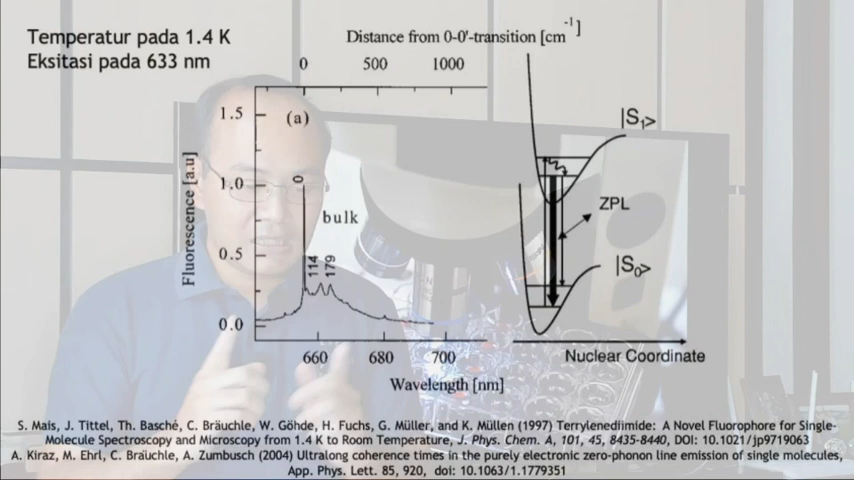 Temperatur pada 1.4 K
Eksitasi pada 633 nm
Distance from 0-0'-transition [cm⁻¹]
0 500 1000
Fluorescence [a.u]
1.5
1.0
0.5
0.0
(a)
0
bulk
114
179
660 680 700
Wavelength [nm]
|S₁>
ZPL
|S₀>
Nuclear Coordinate
S. Mais, J. Tittel, Th. Basché, C. Bräuchle, W. Göhde, H. Fuchs, G. Müller, and K. Müllen (1997) Terrylenediimide: A Novel Fluorophore for Single-
Molecule Spectroscopy and Microscopy from 1.4 K to Room Temperature, J. Phys. Chem. A, 101, 45, 8435-8440, DOI: 10.1021/jp9719063
A. Kiraz, M. Ehrl, C. Bräuchle, A. Zumbusch (2004) Ultralong coherence times in the purely electronic zero-phonon line emission of single molecules,
App. Phys. Lett. 85, 920, doi: 10.1063/1.1779351